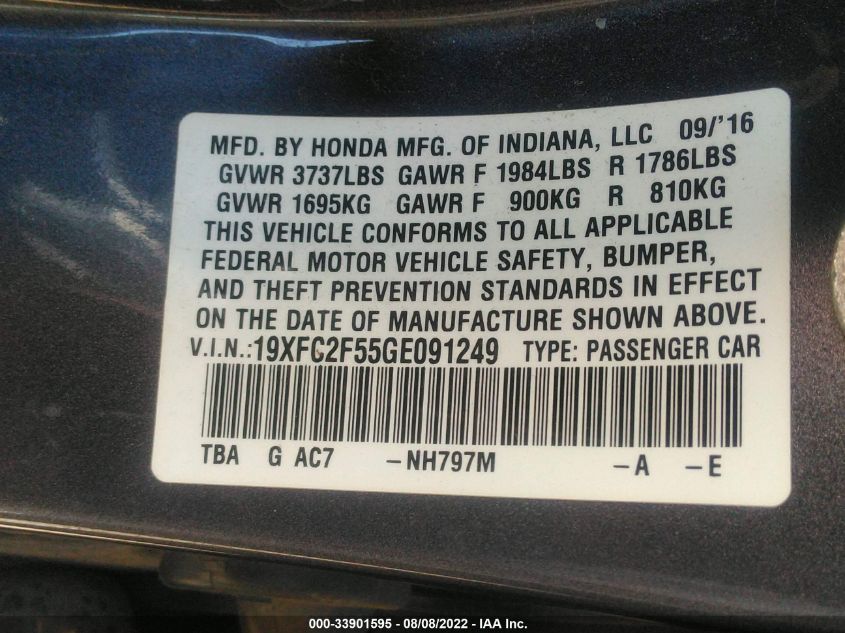 MFD. BY HONDA MFG. OF INDIANA, LLC 09/'16
GVWR 3737LBS GAWR F 1984LBS R 1786LBS
GVWR 1695KG GAWR F 900KG R 810KG
THIS VEHICLE CONFORMS TO ALL APPLICABLE
FEDERAL MOTOR VEHICLE SAFETY, BUMPER,
AND THEFT PREVENTION STANDARDS IN EFFECT
ON THE DATE OF MANUFACTURE SHOWN ABOVE.
V.I.N.:19XFC2F55GE091249 TYPE: PASSENGER CAR
TBA G AC7 -NH797M -A -E
000-33901595 - 08/08/2022 - IAA Inc.